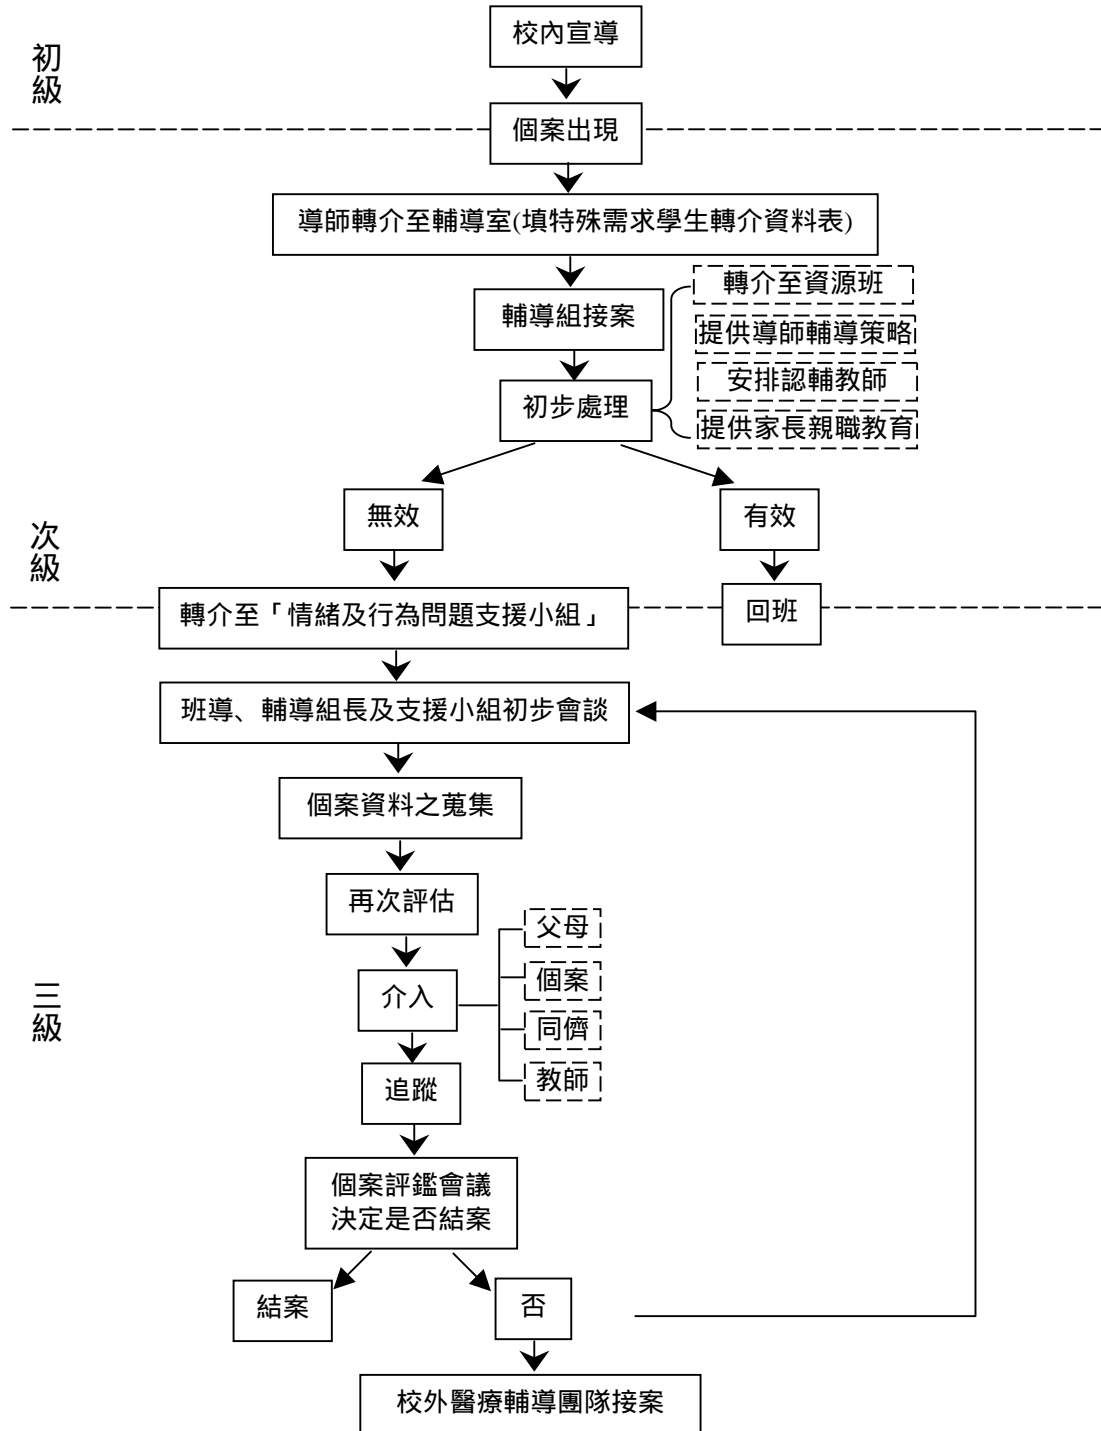 初級
校內宣導
個案出現
導師轉介至輔導室(填特殊需求學生轉介資料表)
輔導組接案
轉介至資源班
提供導師輔導策略
安排認輔教師
提供家長親職教育
初步處理
無效
有效
次級
轉介至「情緒及行為問題支援小組」
回班
班導、輔導組長及支援小組初步會談
個案資料之蒐集
再次評估
三級
介入
父母
個案
同儕
教師
追蹤
個案評鑑會議
決定是否結案
結案
否
校外醫療輔導團隊接案